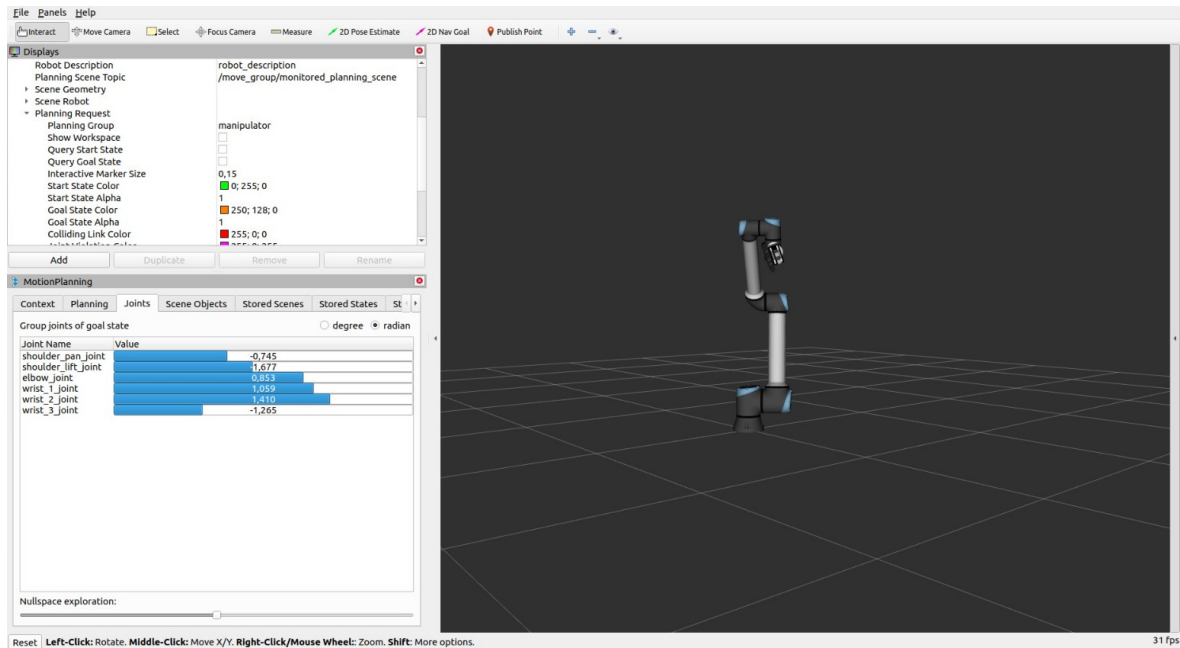 File Panels Help
Interact Move Camera Select Focus Camera Measure 2D Pose Estimate 2D Nav Goal Publish Point
Displays
Robot Description robot_description
Planning Scene Topic /move_group/monitored_planning_scene
Scene Geometry
Scene Robot
Planning Request
Planning Group manipulator
Show Workspace
Query Start State
Query Goal State
Interactive Marker Size 0,15
Start State Color 0; 255; 0
Start State Alpha 1
Goal State Color 250; 128; 0
Goal State Alpha 1
Colliding Link Color 255; 0; 0
Add Duplicate Remove Rename
MotionPlanning
Context Planning Joints Scene Objects Stored Scenes Stored States St
Group joints of goal state degree radian
Joint Name Value
shoulder_pan_joint -0,745
shoulder_lift_joint -1,677
elbow_joint 0,853
wrist_1_joint 1,059
wrist_2_joint 1,410
wrist_3_joint -1,265
Nullspace exploration:
Reset Left-Click: Rotate. Middle-Click: Move X/Y. Right-Click/Mouse Wheel:: Zoom. Shift: More options. 31 fps